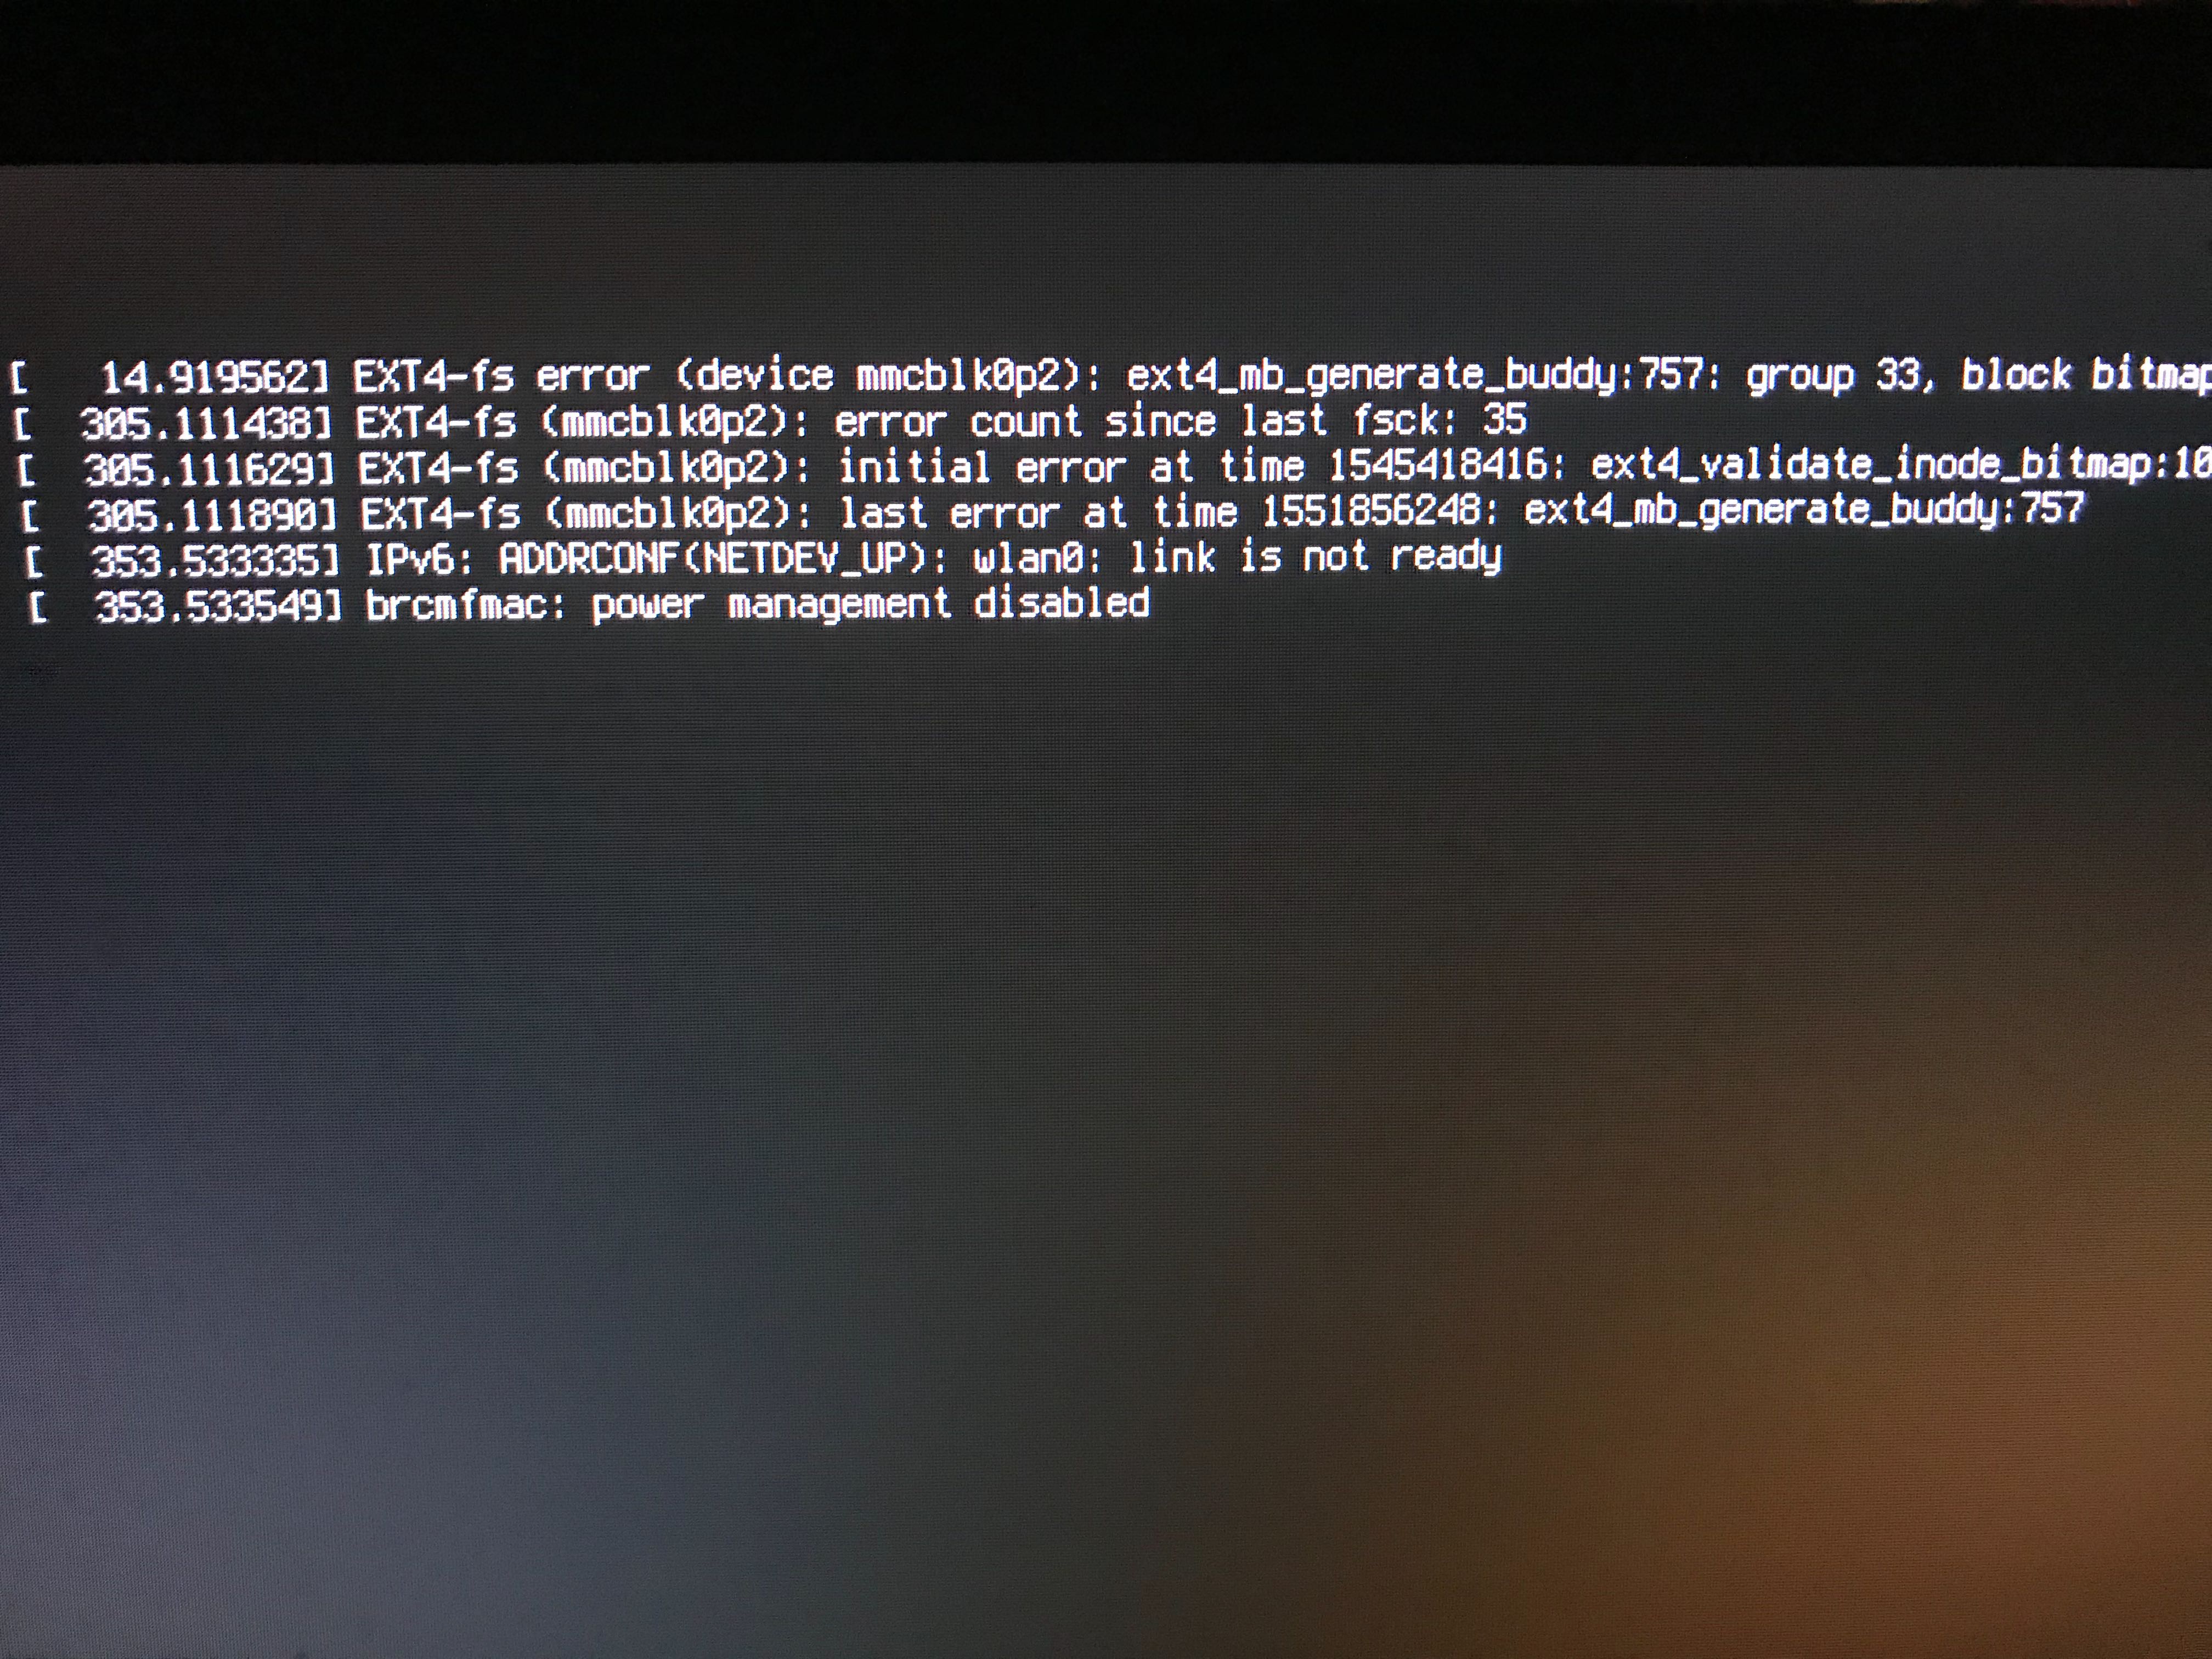 [   14.919562] EXT4-fs error (device mmcblk0p2): ext4_mb_generate_buddy:757: group 33, block bitmap
[  305.111438] EXT4-fs (mmcblk0p2): error count since last fsck: 35
[  305.111629] EXT4-fs (mmcblk0p2): initial error at time 1545418416: ext4_validate_inode_bitmap:10
[  305.111890] EXT4-fs (mmcblk0p2): last error at time 1551856248: ext4_mb_generate_buddy:757
[  353.533335] IPv6: ADDRCONF(NETDEV_UP): wlan0: link is not ready
[  353.533549] brcmfmac: power management disabled